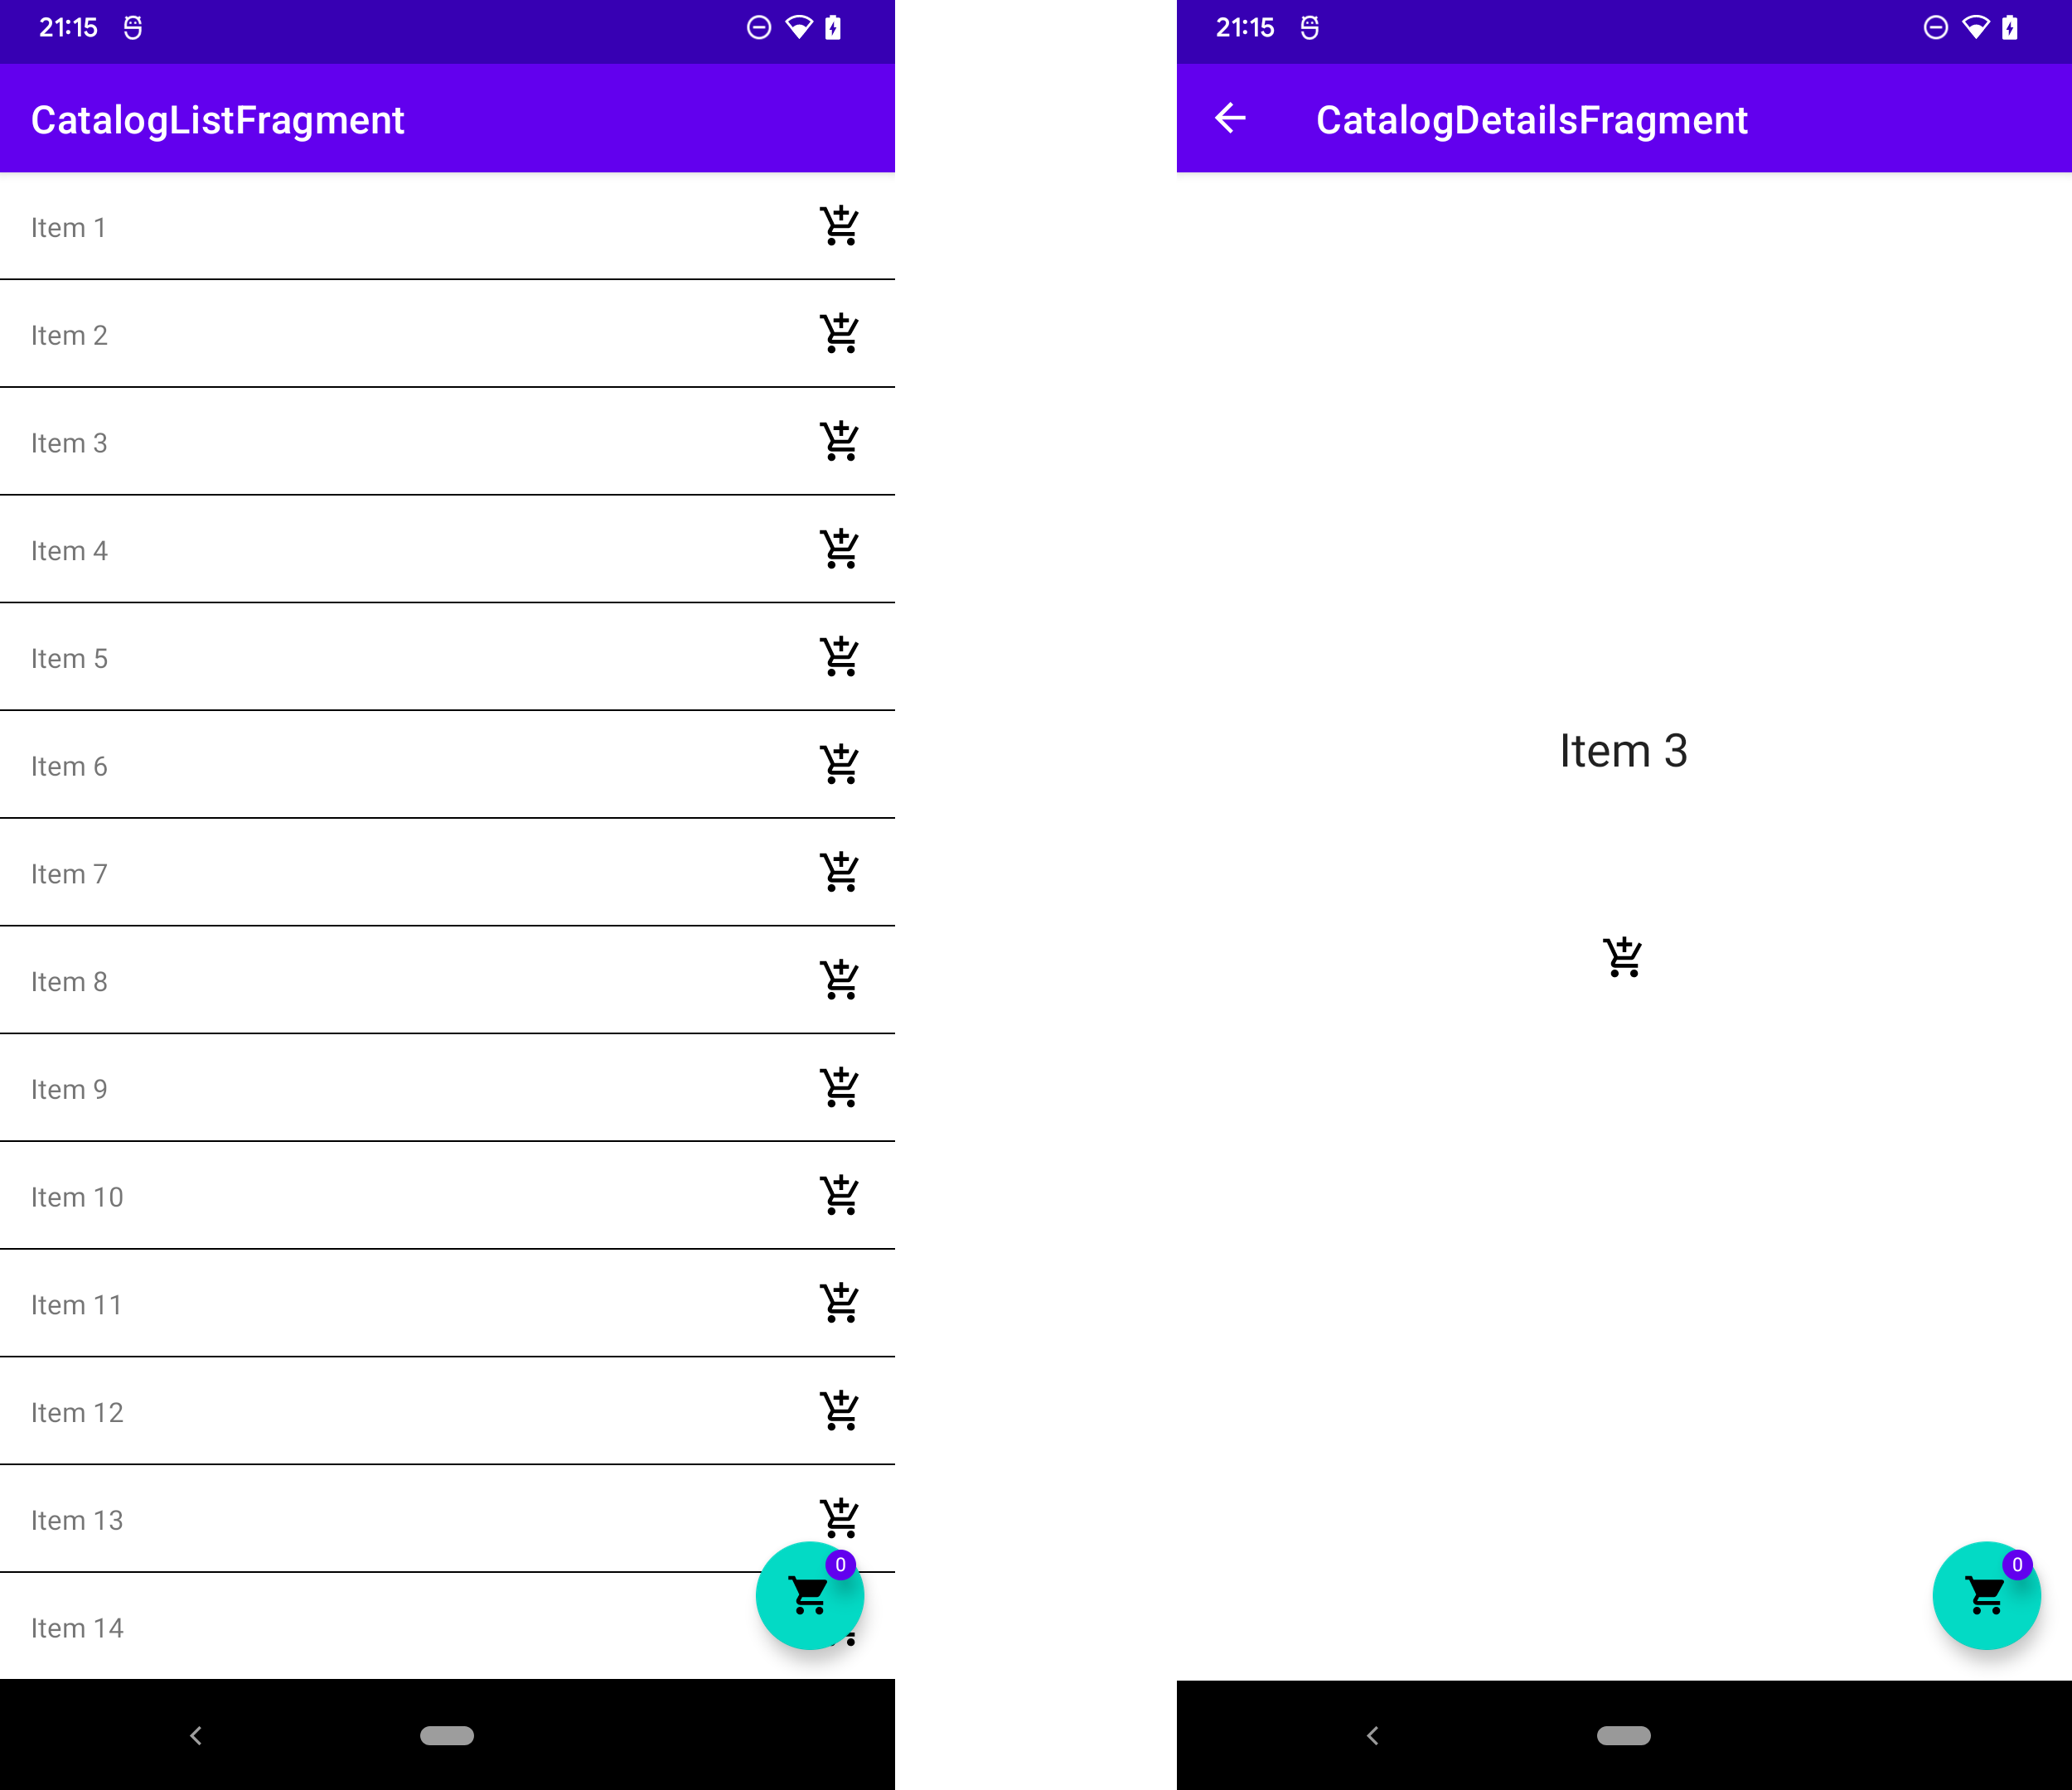 21:15
CatalogListFragment
Item 1
Item 2
Item 3
Item 4
Item 5
Item 6
Item 7
Item 8
Item 9
Item 10
Item 11
Item 12
Item 13
0
Item 14
21:15
CatalogDetailsFragment
Item 3
0